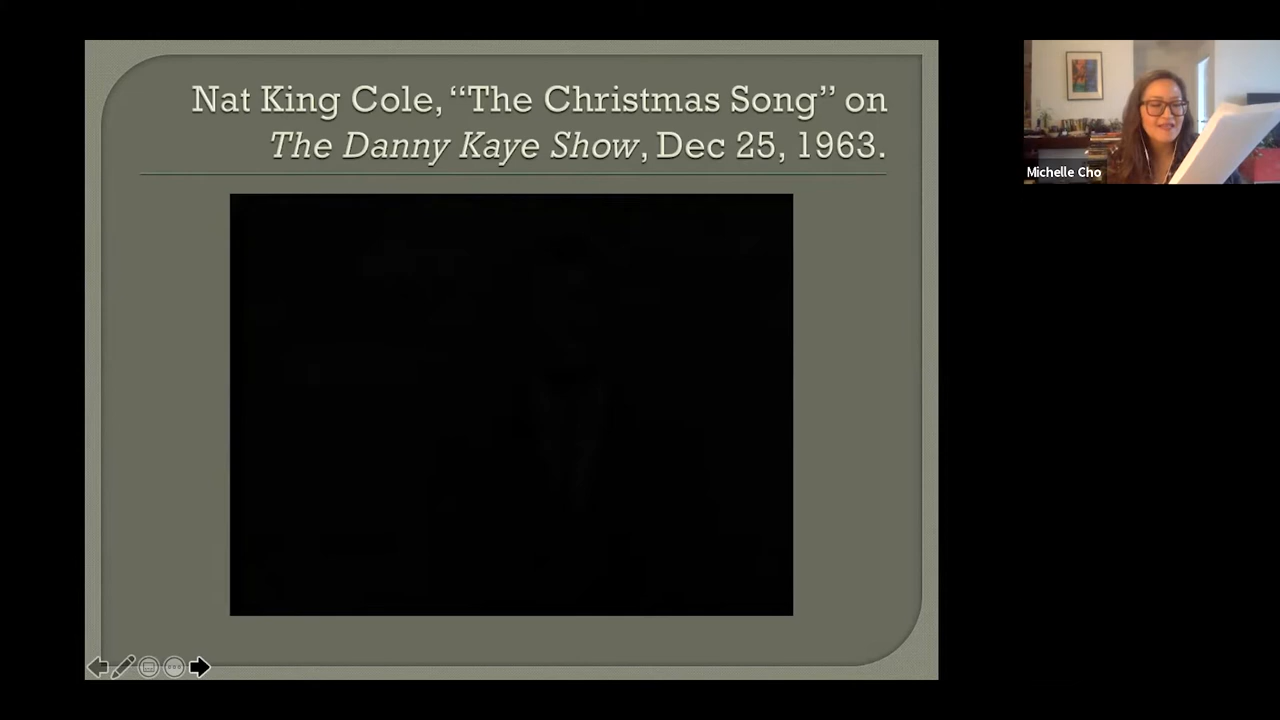 Nat King Cole, “The Christmas Song” on
The Danny Kaye Show, Dec 25, 1963.
Michelle Cho